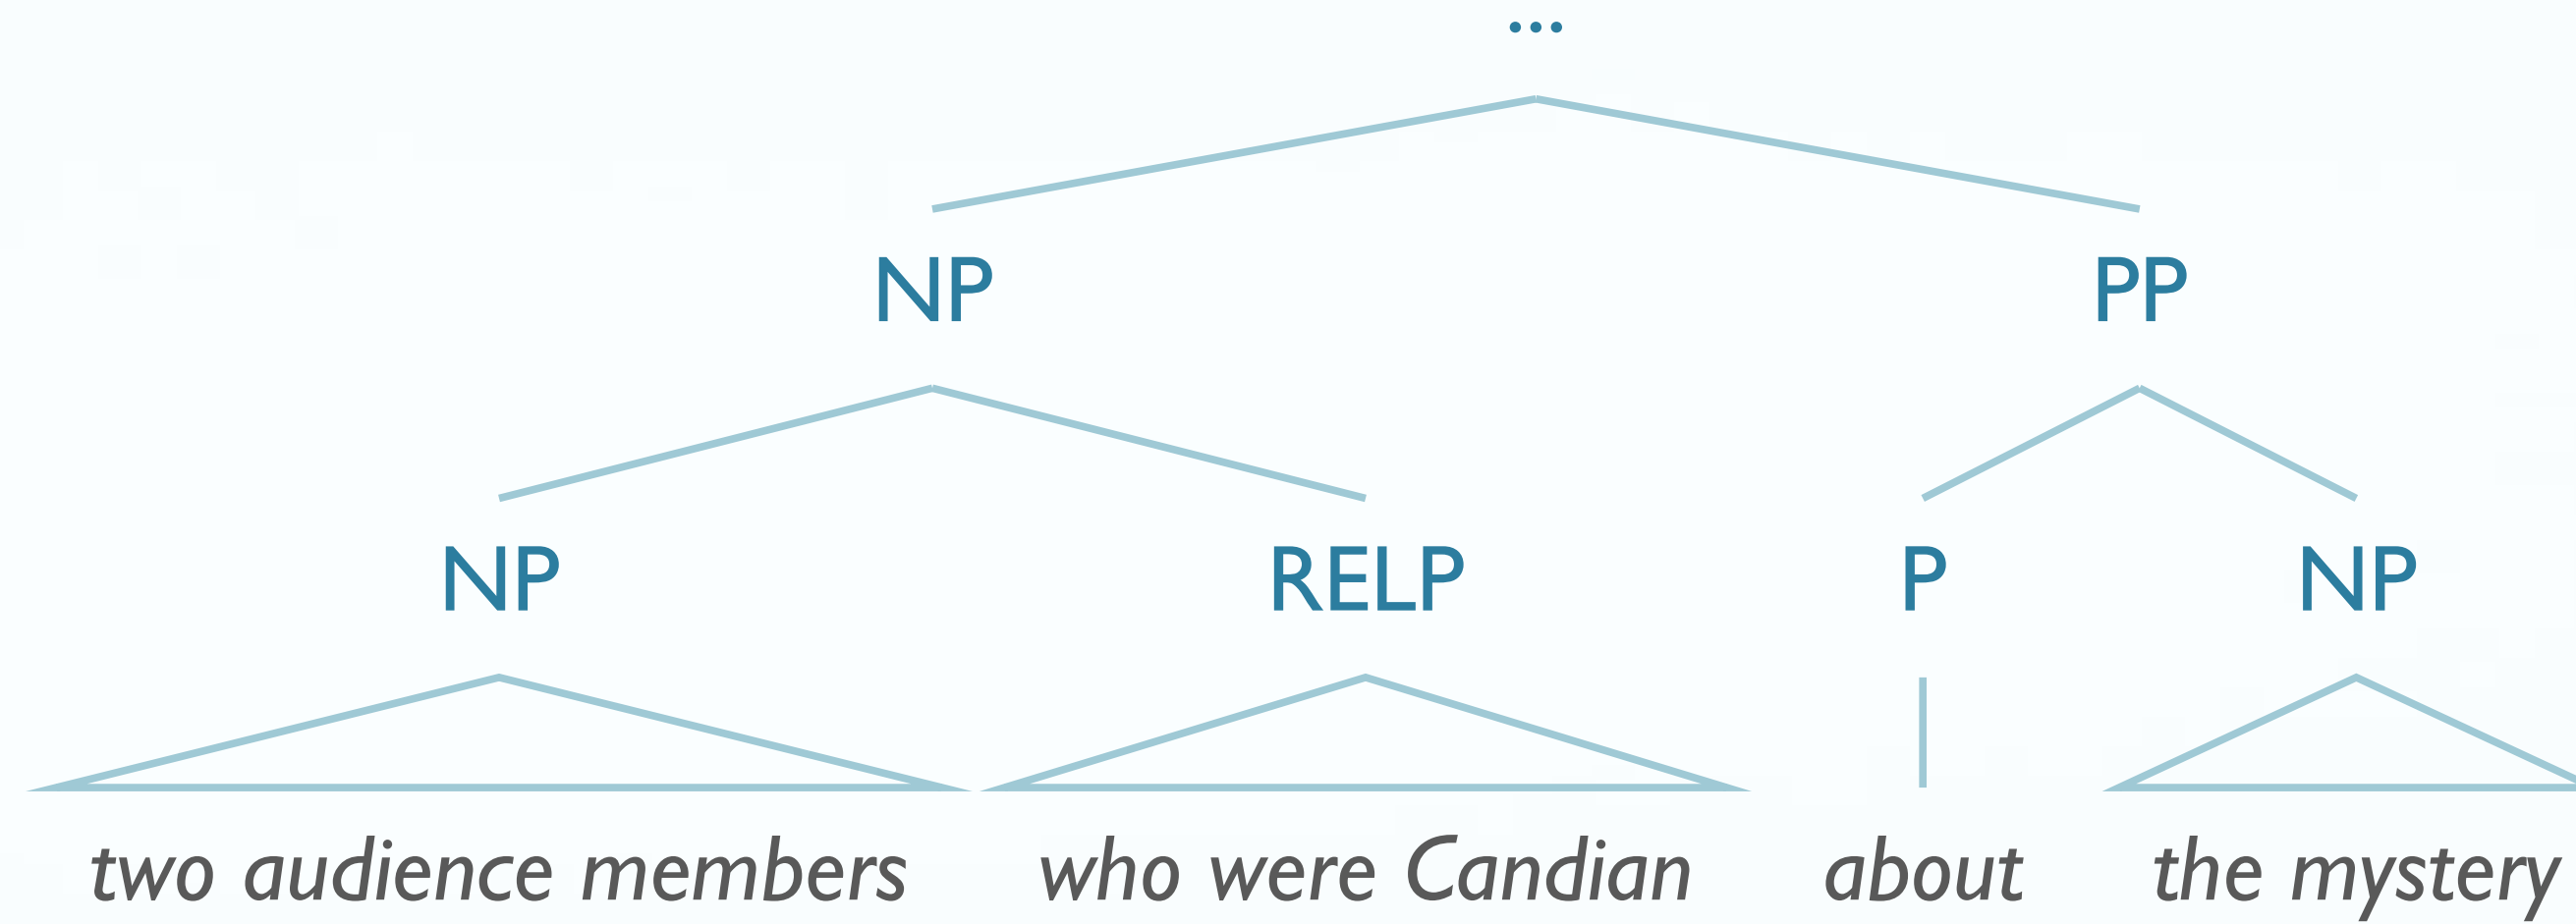 ...
NP PP
NP RELP P NP
two audience members who were Candian about the mystery